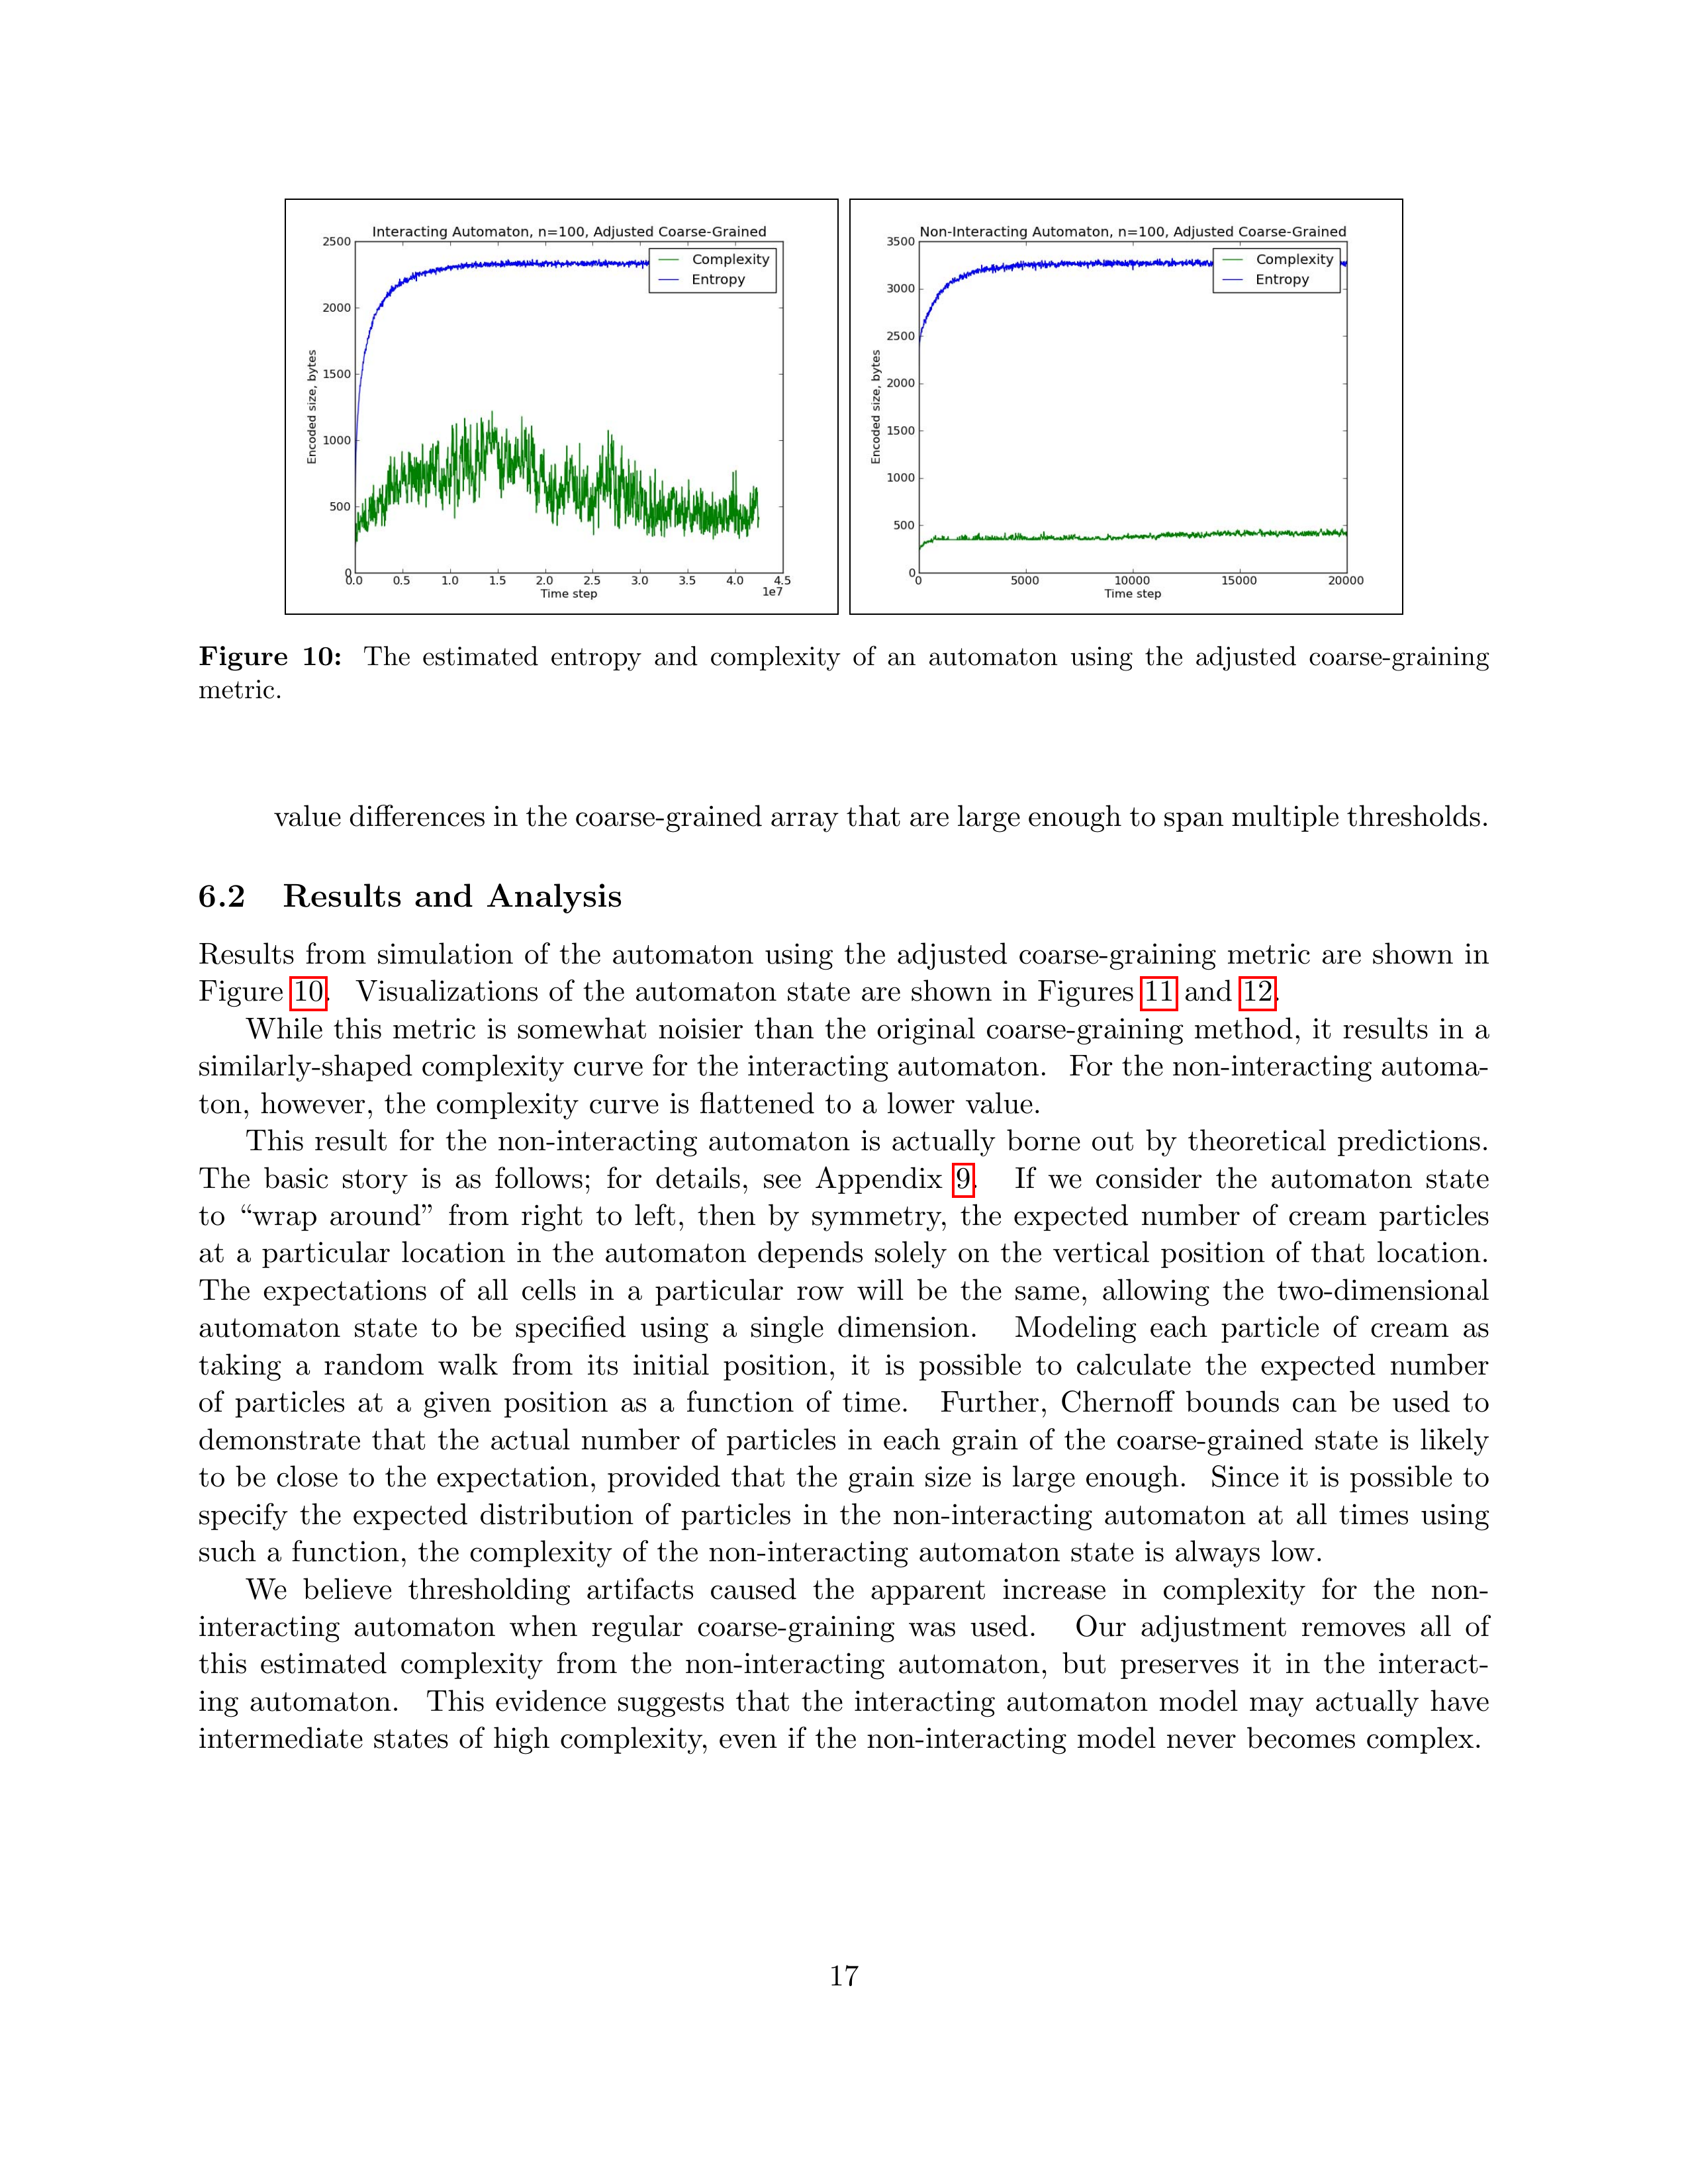 Interacting Automaton, n=100, Adjusted Coarse-Grained
2500
2000
1500
1000
500
0
Encoded size, bytes
Complexity
Entropy
0.0 0.5 1.0 1.5 2.0 2.5 3.0 3.5 4.0 4.5
1e7
Time step
Non-Interacting Automaton, n=100, Adjusted Coarse-Grained
3500
3000
2500
2000
1500
1000
500
0
Encoded size, bytes
Complexity
Entropy
0 5000 10000 15000 20000
Time step
Figure 10: The estimated entropy and complexity of an automaton using the adjusted coarse-graining
metric.
value differences in the coarse-grained array that are large enough to span multiple thresholds.
6.2 Results and Analysis
Results from simulation of the automaton using the adjusted coarse-graining metric are shown in
Figure 10. Visualizations of the automaton state are shown in Figures 11 and 12.
While this metric is somewhat noisier than the original coarse-graining method, it results in a
similarly-shaped complexity curve for the interacting automaton. For the non-interacting automa-
ton, however, the complexity curve is flattened to a lower value.
This result for the non-interacting automaton is actually borne out by theoretical predictions.
The basic story is as follows; for details, see Appendix 9. If we consider the automaton state
to “wrap around” from right to left, then by symmetry, the expected number of cream particles
at a particular location in the automaton depends solely on the vertical position of that location.
The expectations of all cells in a particular row will be the same, allowing the two-dimensional
automaton state to be specified using a single dimension. Modeling each particle of cream as
taking a random walk from its initial position, it is possible to calculate the expected number
of particles at a given position as a function of time. Further, Chernoff bounds can be used to
demonstrate that the actual number of particles in each grain of the coarse-grained state is likely
to be close to the expectation, provided that the grain size is large enough. Since it is possible to
specify the expected distribution of particles in the non-interacting automaton at all times using
such a function, the complexity of the non-interacting automaton state is always low.
We believe thresholding artifacts caused the apparent increase in complexity for the non-
interacting automaton when regular coarse-graining was used. Our adjustment removes all of
this estimated complexity from the non-interacting automaton, but preserves it in the interact-
ing automaton. This evidence suggests that the interacting automaton model may actually have
intermediate states of high complexity, even if the non-interacting model never becomes complex.
17